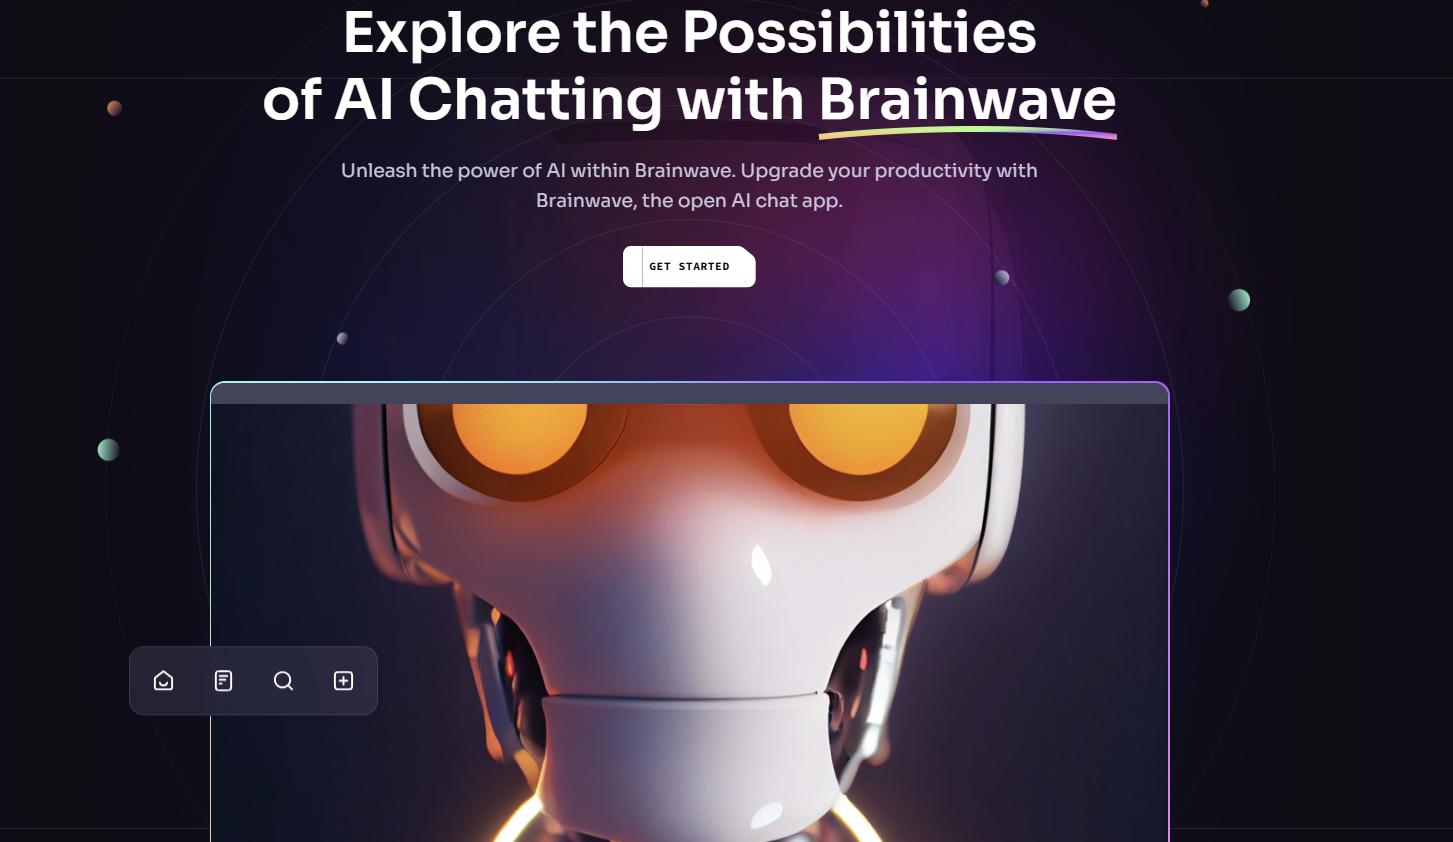 Explore the Possibilities
of AI Chatting with Brainwave
Unleash the power of AI within Brainwave. Upgrade your productivity with
Brainwave, the open AI chat app.
GET STARTED